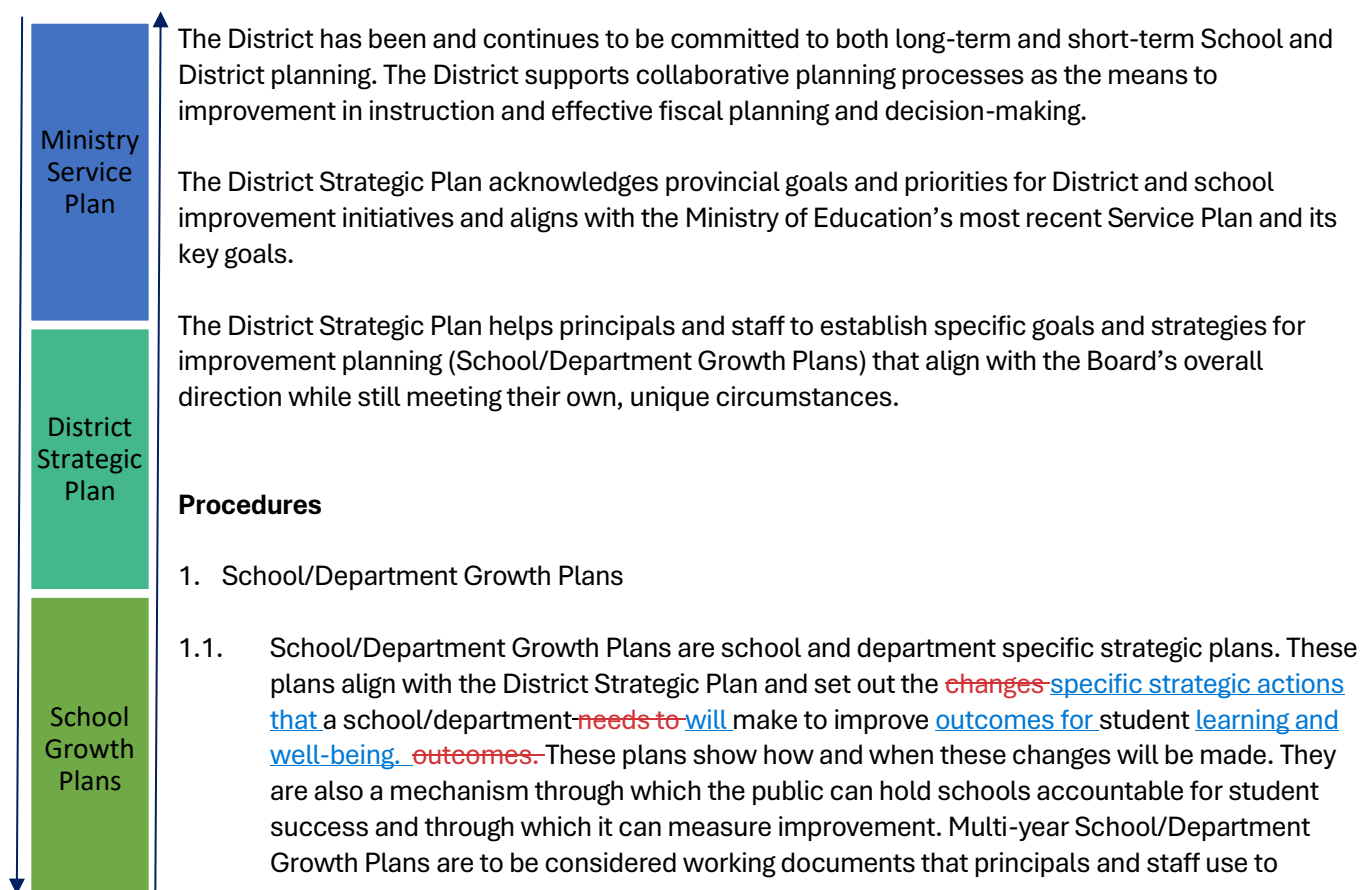 Ministry
Service
Plan
District
Strategic
Plan
School
Growth
Plans
The District has been and continues to be committed to both long-term and short-term School and
District planning. The District supports collaborative planning processes as the means to
improvement in instruction and effective fiscal planning and decision-making.
The District Strategic Plan acknowledges provincial goals and priorities for District and school
improvement initiatives and aligns with the Ministry of Education’s most recent Service Plan and its
key goals.
The District Strategic Plan helps principals and staff to establish specific goals and strategies for
improvement planning (School/Department Growth Plans) that align with the Board’s overall
direction while still meeting their own, unique circumstances.
Procedures
1. School/Department Growth Plans
1.1. School/Department Growth Plans are school and department specific strategic plans. These
plans align with the District Strategic Plan and set out the changes specific strategic actions
that a school/department needs to will make to improve outcomes for student learning and
well-being. outcomes. These plans show how and when these changes will be made. They
are also a mechanism through which the public can hold schools accountable for student
success and through which it can measure improvement. Multi-year School/Department
Growth Plans are to be considered working documents that principals and staff use to